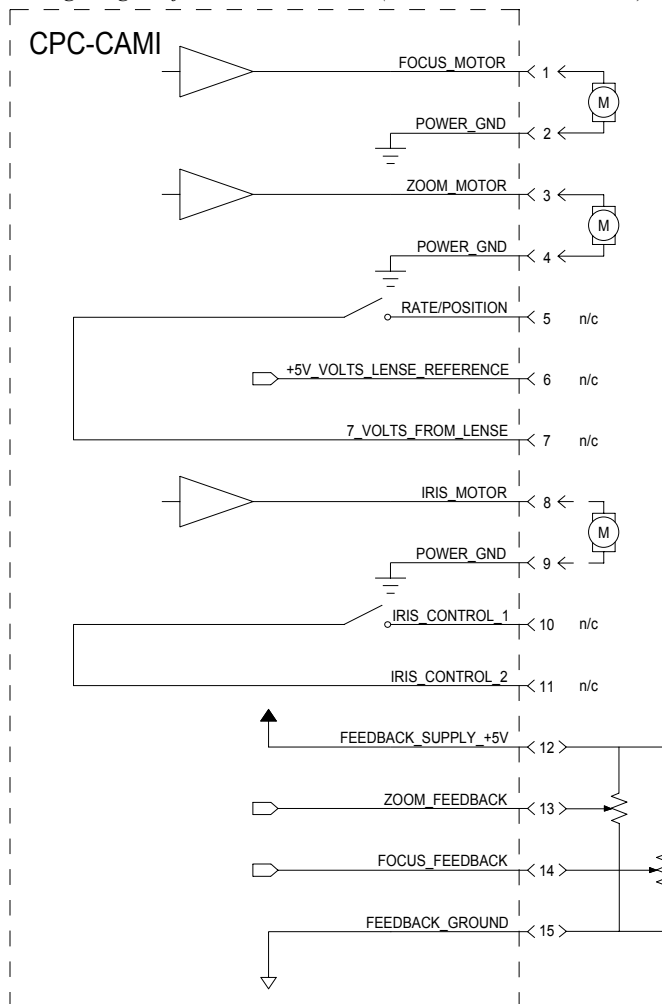 CPC-CAMI
FOCUS_MOTOR 1
M
POWER_GND 2
ZOOM_MOTOR 3
M
POWER_GND 4
RATE/POSITION 5 n/c
+5V_VOLTS_LENSE_REFERENCE 6 n/c
7_VOLTS_FROM_LENSE 7 n/c
IRIS_MOTOR 8
M
POWER_GND 9
IRIS_CONTROL_1 10 n/c
IRIS_CONTROL_2 11 n/c
FEEDBACK_SUPPLY_+5V 12
ZOOM_FEEDBACK 13
FOCUS_FEEDBACK 14
FEEDBACK_GROUND 15